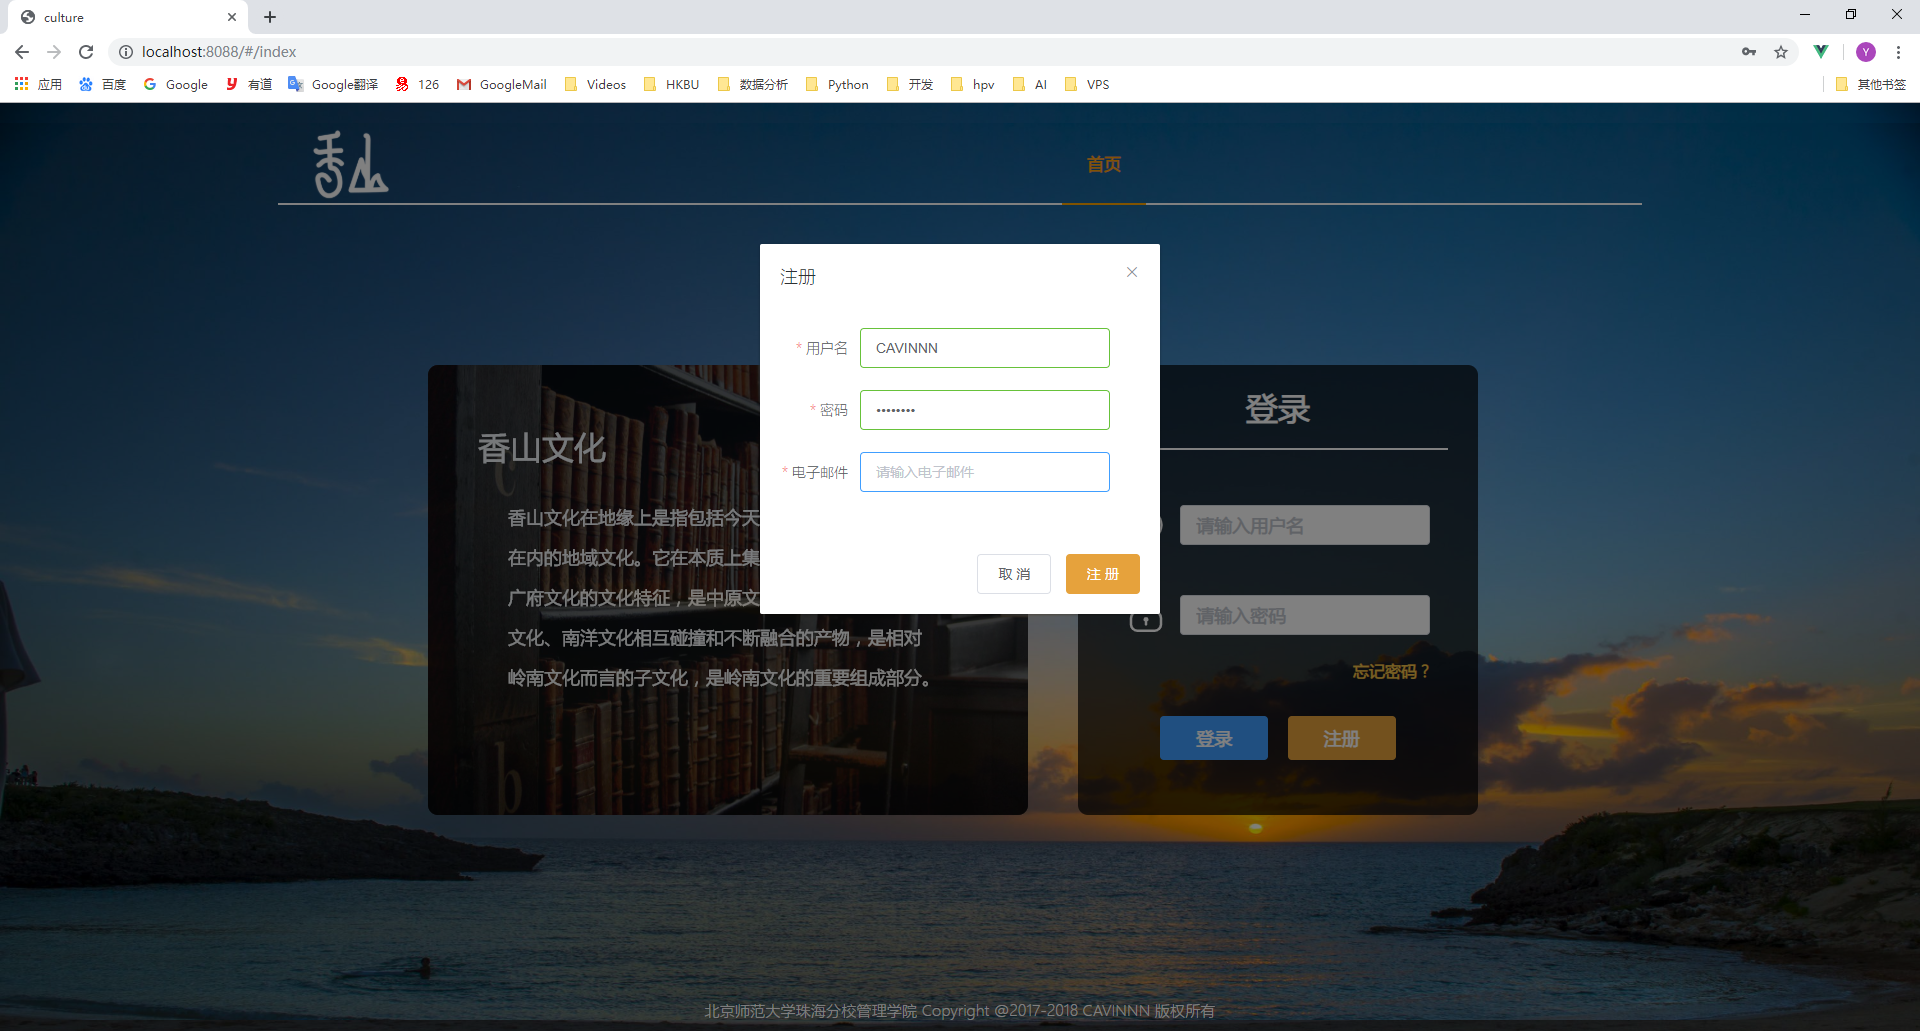 culture
localhost:8088/#/index
Y
应用 百度 Google 有道 Google翻译 126 GoogleMail Videos HKBU 数据分析 Python 开发 hpv AI VPS 其他书签
香山
首页
注册
* 用户名 CAVINNN
* 密码 ••••••••
* 电子邮件 请输入电子邮件
取 消 注 册
香山文化
香山文化在地缘上是指包括今天
在内的地域文化。它在本质上集
广府文化的文化特征，是中原文
文化、南洋文化相互碰撞和不断融合的产物，是相对
岭南文化而言的子文化，是岭南文化的重要组成部分。
登录
请输入用户名
请输入密码
忘记密码？
登录 注册
北京师范大学珠海分校管理学院 Copyright @2017-2018 CAVINNN 版权所有